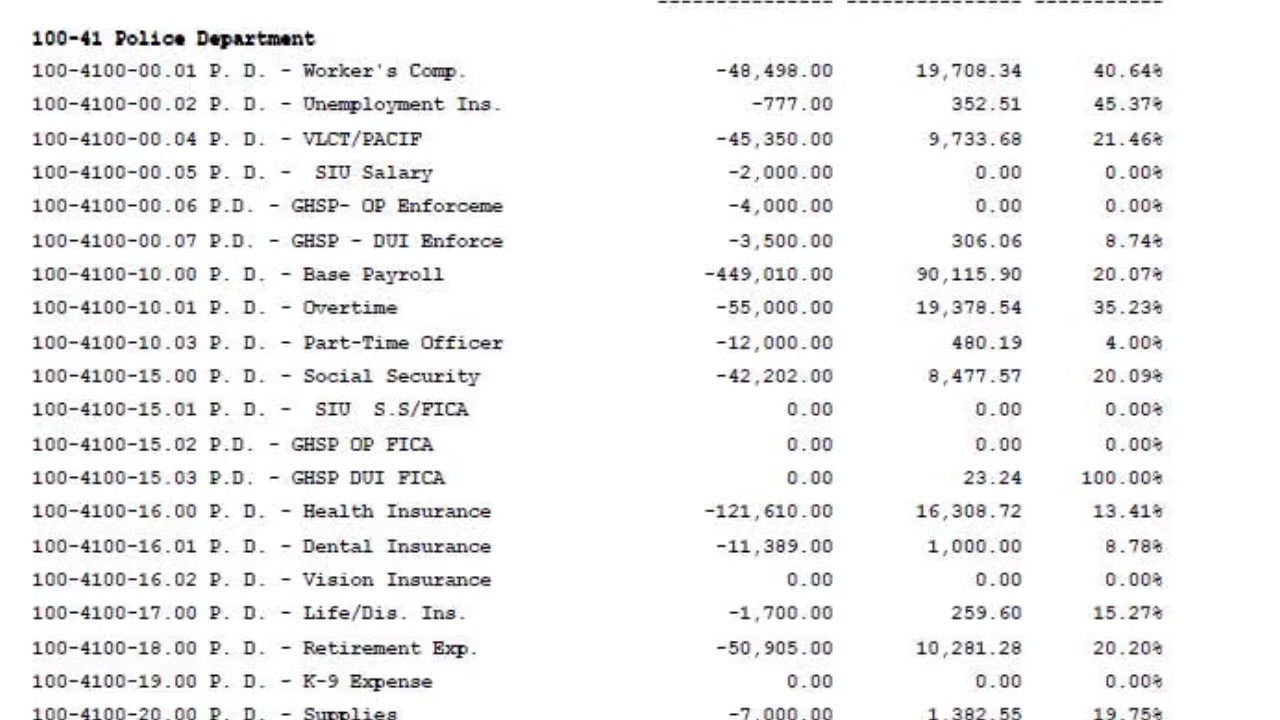 100-41 Police Department
100-4100-00.01 P. D. - Worker's Comp. -48,498.00 19,708.34 40.64%
100-4100-00.02 P. D. - Unemployment Ins. -777.00 352.51 45.37%
100-4100-00.04 P. D. - VLCT/PACIF -45,350.00 9,733.68 21.46%
100-4100-00.05 P. D. - SIU Salary -2,000.00 0.00 0.00%
100-4100-00.06 P.D. - GHSP- OP Enforceme -4,000.00 0.00 0.00%
100-4100-00.07 P.D. - GHSP - DUI Enforce -3,500.00 306.06 8.74%
100-4100-10.00 P. D. - Base Payroll -449,010.00 90,115.90 20.07%
100-4100-10.01 P. D. - Overtime -55,000.00 19,378.54 35.23%
100-4100-10.03 P. D. - Part-Time Officer -12,000.00 480.19 4.00%
100-4100-15.00 P. D. - Social Security -42,202.00 8,477.57 20.09%
100-4100-15.01 P. D. - SIU S.S/FICA 0.00 0.00 0.00%
100-4100-15.02 P.D. - GHSP OP FICA 0.00 0.00 0.00%
100-4100-15.03 P.D. - GHSP DUI FICA 0.00 23.24 100.00%
100-4100-16.00 P. D. - Health Insurance -121,610.00 16,308.72 13.41%
100-4100-16.01 P. D. - Dental Insurance -11,389.00 1,000.00 8.78%
100-4100-16.02 P. D. - Vision Insurance 0.00 0.00 0.00%
100-4100-17.00 P. D. - Life/Dis. Ins. -1,700.00 259.60 15.27%
100-4100-18.00 P. D. - Retirement Exp. -50,905.00 10,281.28 20.20%
100-4100-19.00 P. D. - K-9 Expense 0.00 0.00 0.00%
100-4100-20.00 P. D. - Supplies -7,000.00 1,382.55 19.75%